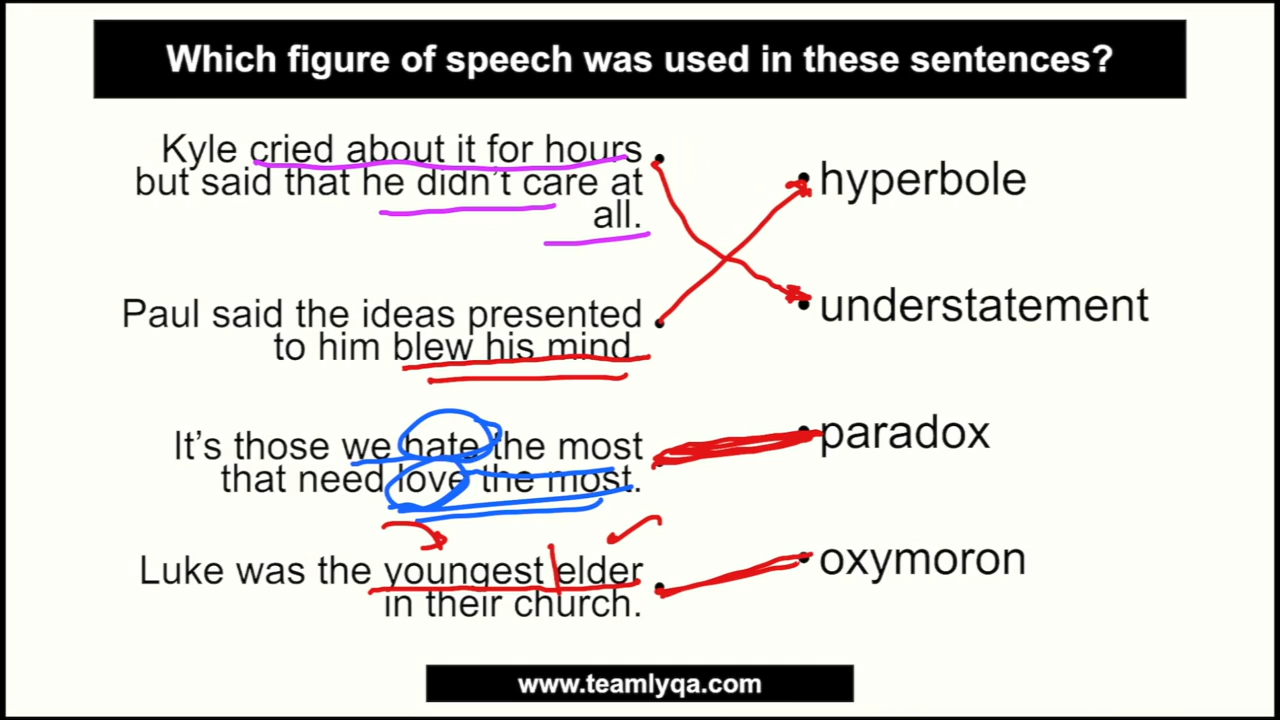 Which figure of speech was used in these sentences?
Kyle cried about it for hours
but said that he didn't care at
all.
hyperbole
understatement
Paul said the ideas presented
to him blew his mind
It's those we hate the most
that need love the most.
paradox
Luke was the youngest elder
in their church.
oxymoron
www.teamlyqa.com